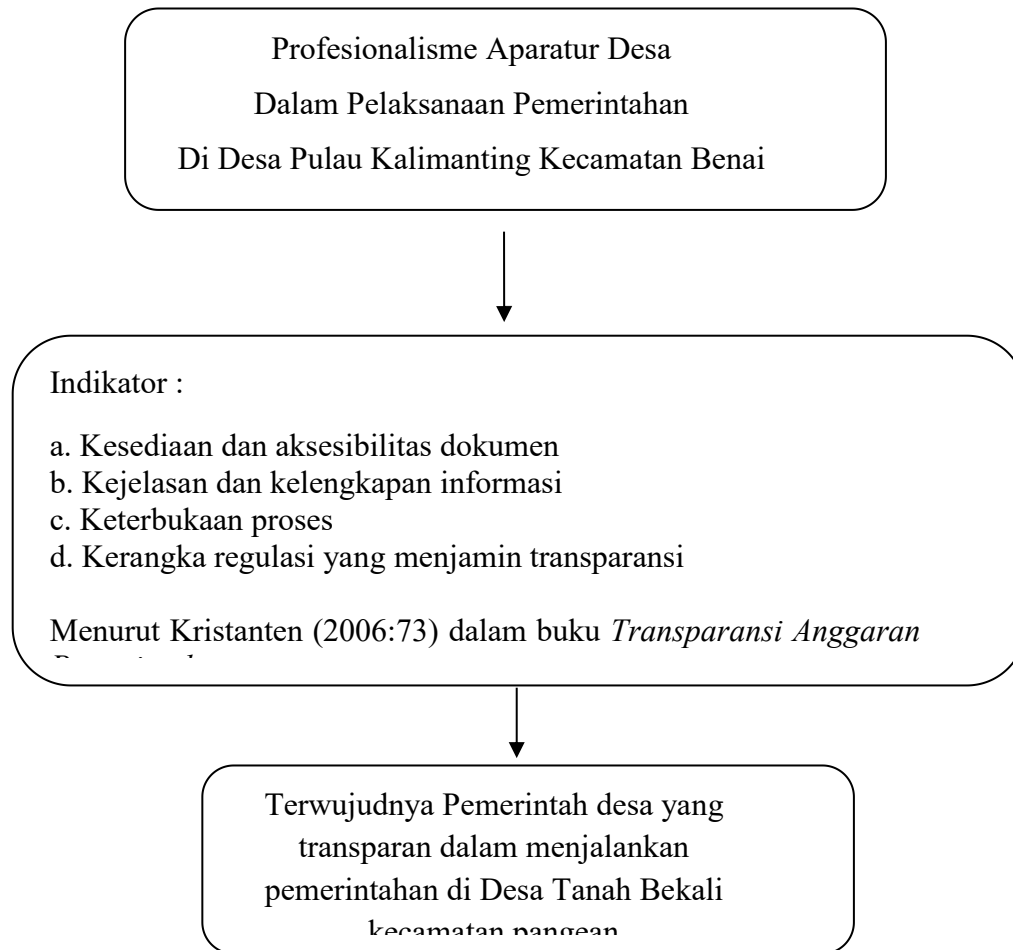 Profesionalisme Aparatur Desa
Dalam Pelaksanaan Pemerintahan
Di Desa Pulau Kalimanting Kecamatan Benai
Indikator :
a. Kesediaan dan aksesibilitas dokumen
b. Kejelasan dan kelengkapan informasi
c. Keterbukaan proses
d. Kerangka regulasi yang menjamin transparansi
Menurut Kristanten (2006:73) dalam buku Transparansi Anggaran
Terwujudnya Pemerintah desa yang
transparan dalam menjalankan
pemerintahan di Desa Tanah Bekali
kecamatan pangean